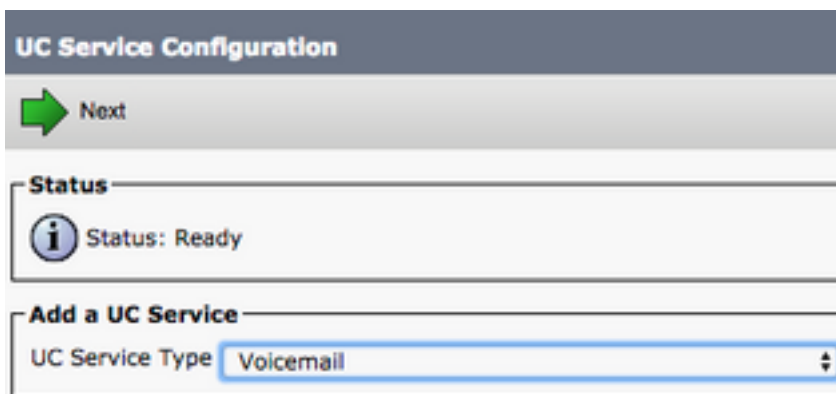 UC Service Configuration
Next
Status
Status: Ready
Add a UC Service
UC Service Type Voicemail